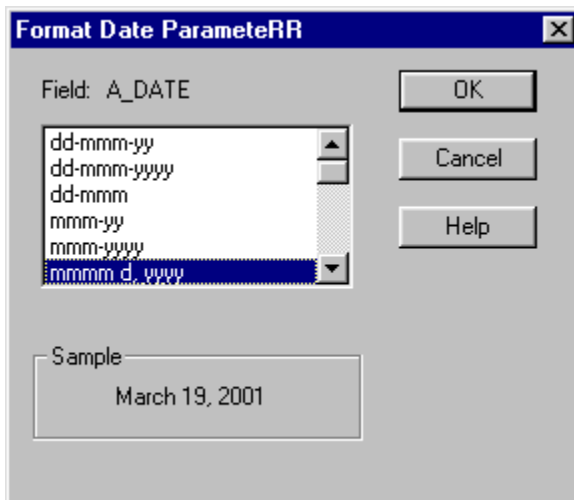 Format Date ParameteRR
Field: A_DATE
OK
dd-mmm-yy
dd-mmm-yyyy
dd-mmm
mmm-yy
mmm-yyyy
mmmm d, yyyy
Cancel
Help
Sample
March 19, 2001